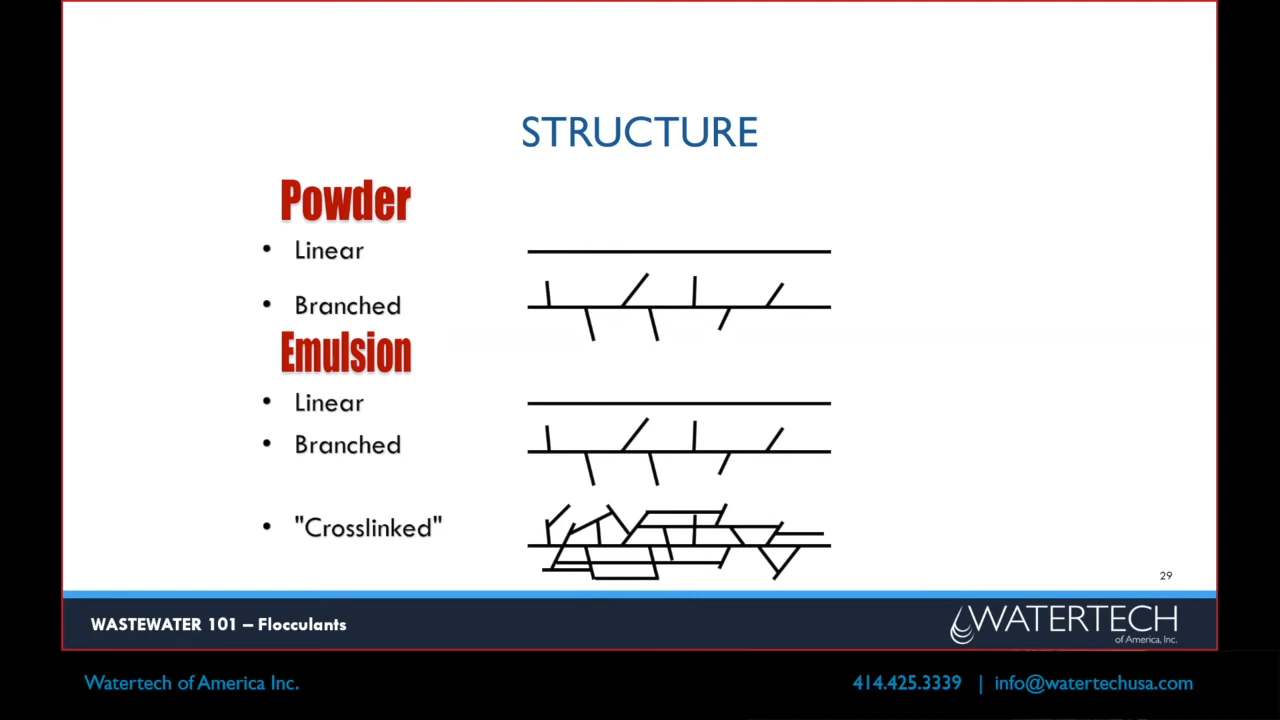 STRUCTURE
Powder
• Linear
• Branched
Emulsion
• Linear
• Branched
• "Crosslinked"
29
WASTEWATER 101 – Flocculants
WATERTECH
of America, Inc.
Watertech of America Inc.
414.425.3339 | info@watertechusa.com